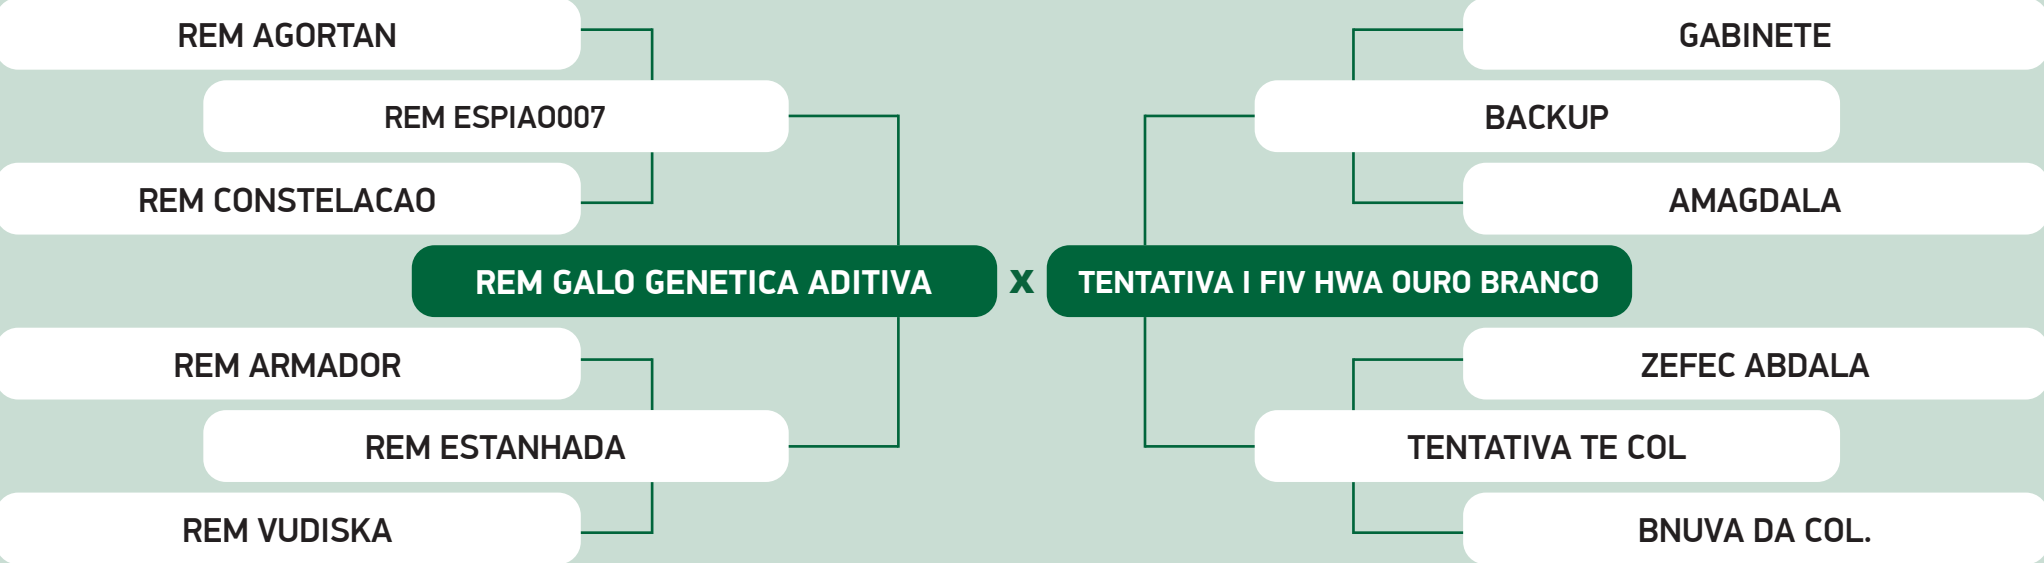 REM AGORTAN
GABINETE
REM ESPIAO007
BACKUP
REM CONSTELACAO
AMAGDALA
REM GALO GENETICA ADITIVA x TENTATIVA I FIV HWA OURO BRANCO
REM ARMADOR
ZEFEC ABDALA
REM ESTANHADA
TENTATIVA TE COL
REM VUDISKA
BNUVA DA COL.